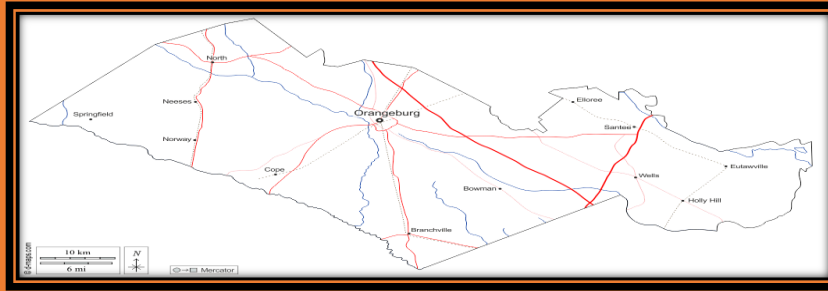 North
Elloree
Neeses
Springfield
Orangeburg
Santee
Norway
Eutawville
Cope
Wells
Bowman
Holly Hill
Branchville
10 km
6 mi
N
Mercator
© d-maps.com